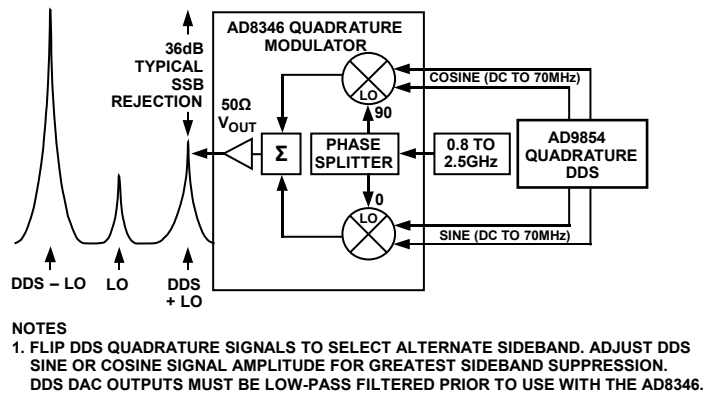 AD8346 QUADRATURE
MODULATOR
36dB
TYPICAL
SSB
REJECTION
50Ω
VOUT
LO
90
COSINE (DC TO 70MHz)
Σ
PHASE
SPLITTER
0.8 TO
2.5GHz
AD9854
QUADRATURE
DDS
0
LO
SINE (DC TO 70MHz)
DDS – LO
LO
DDS
+ LO
NOTES
1. FLIP DDS QUADRATURE SIGNALS TO SELECT ALTERNATE SIDEBAND. ADJUST DDS
SINE OR COSINE SIGNAL AMPLITUDE FOR GREATEST SIDEBAND SUPPRESSION.
DDS DAC OUTPUTS MUST BE LOW-PASS FILTERED PRIOR TO USE WITH THE AD8346.